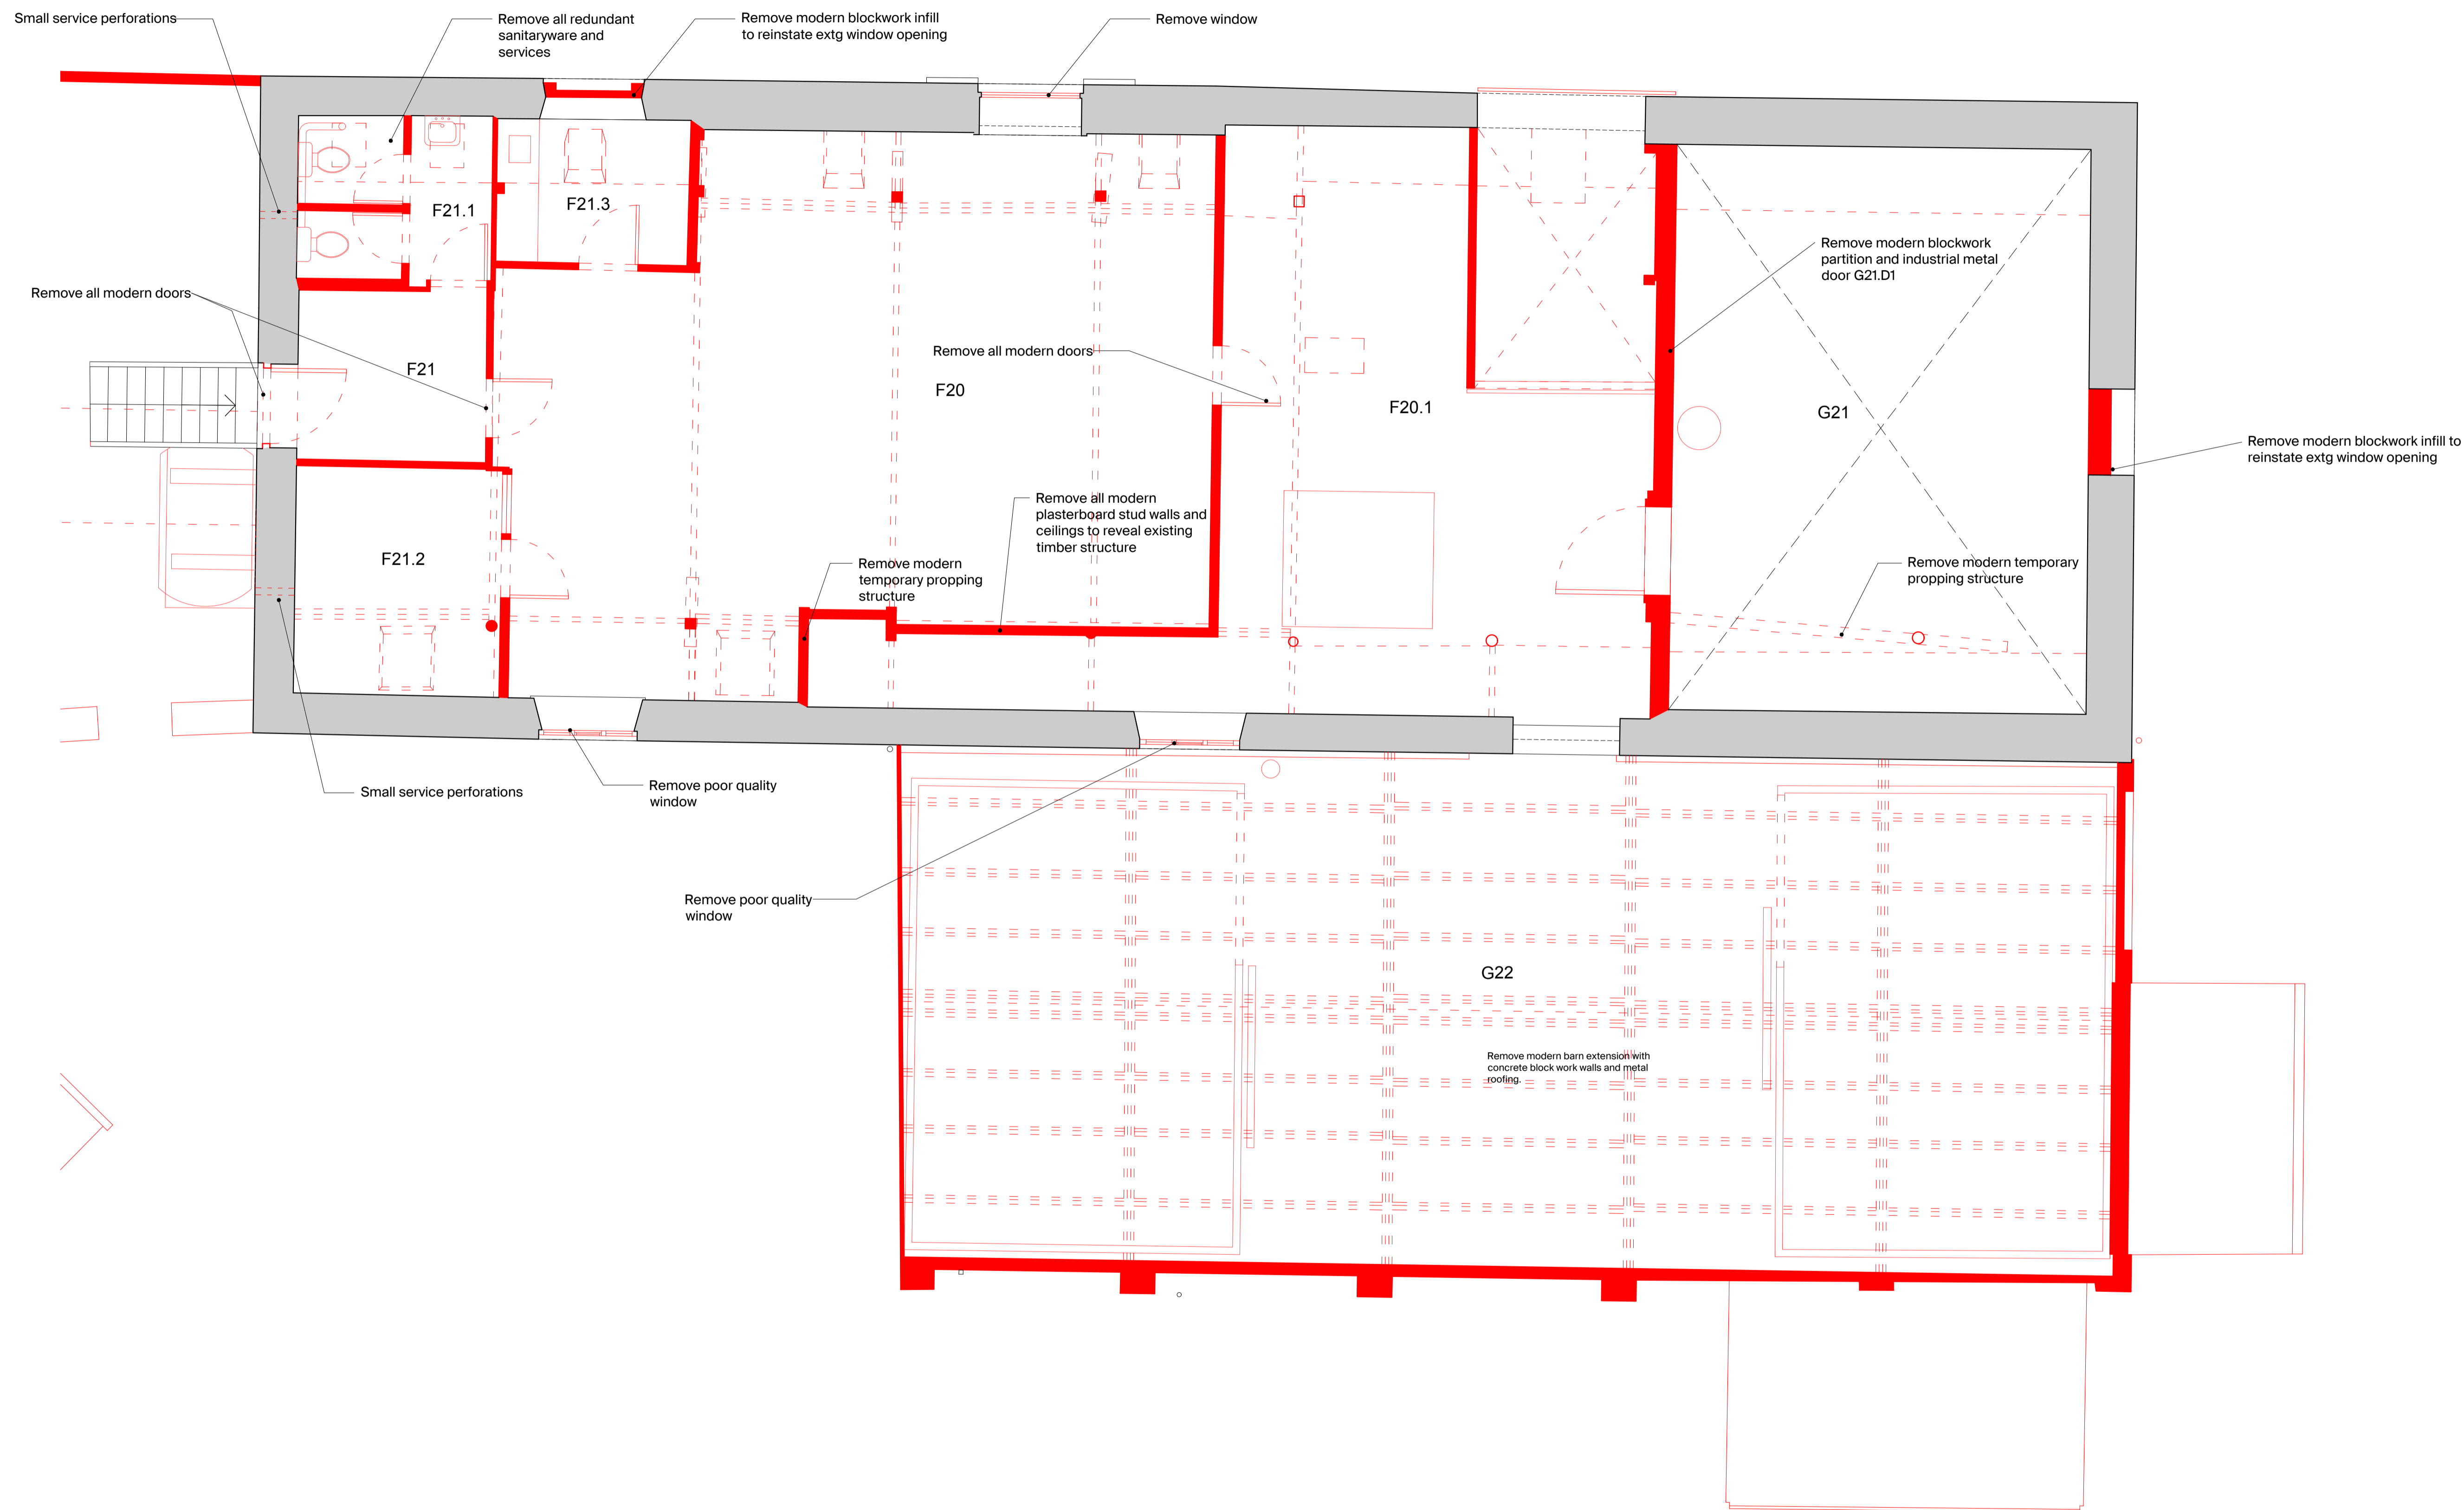 Small service perforations
Remove all redundant
sanitaryware and
services
Remove modern blockwork infill
to reinstate extg window opening
Remove window
F21.1
F21.3
Remove modern blockwork
partition and industrial metal
door G21.D1
Remove all modern doors
F21
Remove all modern doors
F20
F20.1
G21
Remove modern blockwork infill to
reinstate extg window opening
Remove all modern
plasterboard stud walls and
ceilings to reveal existing
timber structure
F21.2
Remove modern
temporary propping
structure
Remove modern temporary
propping structure
Small service perforations
Remove poor quality
window
Remove poor quality
window
G22
Remove modern barn extension with
concrete block work walls and metal
roofing.